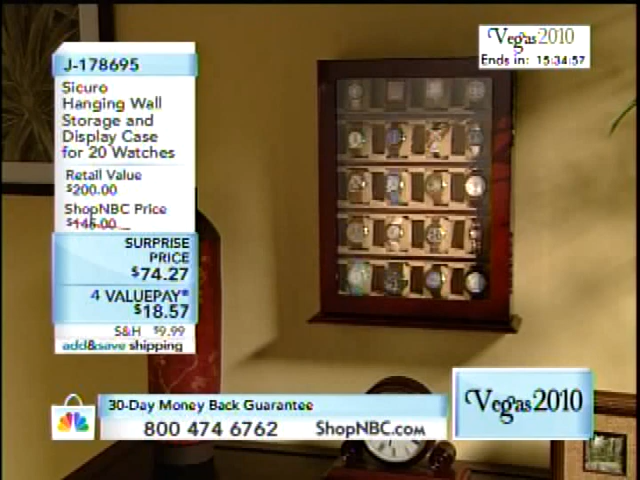 J-178695
Sicuro
Hanging Wall
Storage and
Display Case
for 20 Watches
Retail Value
$200.00
ShopNBC Price
$145.00
SURPRISE
PRICE
$74.27
4 VALUEPAY®
$18.57
S&H $9.99
add&save shipping
Vegas2010
Ends in: 15:34:57
30-Day Money Back Guarantee
800 474 6762 ShopNBC.com
Vegas2010